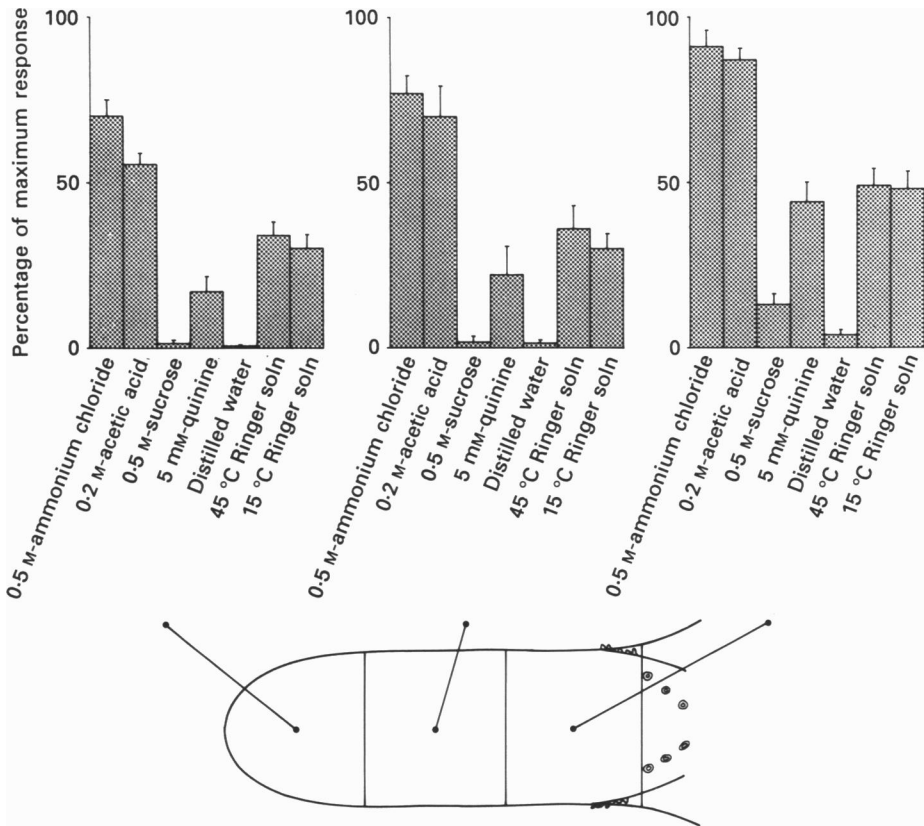 Percentage of maximum response
100
50
0
0·5 M-ammonium chloride
0·2 M-acetic acid
0·5 M-sucrose
5 mM-quinine
Distilled water
45 °C Ringer soln
15 °C Ringer soln
100
50
0
0·5 M-ammonium chloride
0·2 M-acetic acid
0·5 M-sucrose
5 mM-quinine
Distilled water
45 °C Ringer soln
15 °C Ringer soln
100
50
0
0·5 M-ammonium chloride
0·2 M-acetic acid
0·5 M-sucrose
5 mM-quinine
Distilled water
45 °C Ringer soln
15 °C Ringer soln